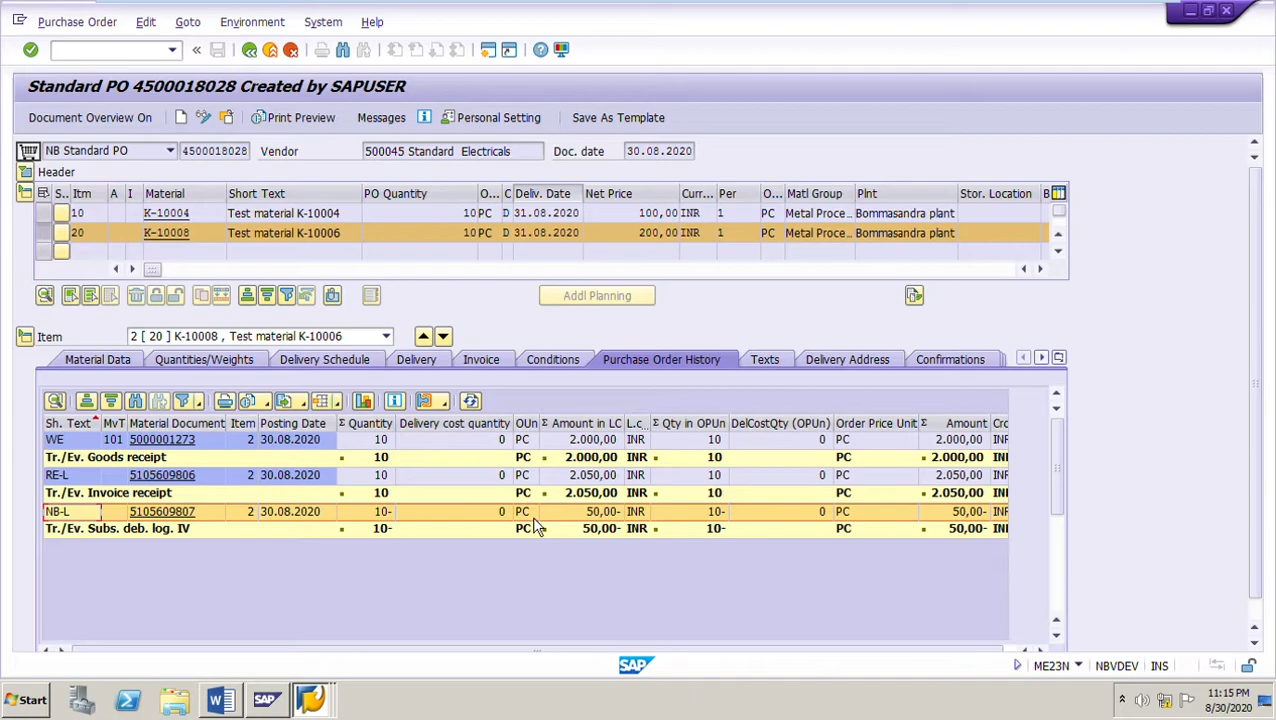 Purchase Order Edit Goto Environment System Help
Standard PO 4500018028 Created by SAPUSER
Document Overview On Print Preview Messages Personal Setting Save As Template
NB Standard PO 4500018028 Vendor 500045 Standard Electricals Doc. date 30.08.2020
Header
S.. Itm A I Material Short Text PO Quantity O... C Deliv. Date Net Price Curr... Per O... Matl Group Plnt Stor. Location B
10 K-10004 Test material K-10004 10 PC D 31.08.2020 100,00 INR 1 PC Metal Proce... Bommasandra plant
20 K-10008 Test material K-10006 10 PC D 31.08.2020 200,00 INR 1 PC Metal Proce... Bommasandra plant
Addl Planning
Item 2 [ 20 ] K-10008 , Test material K-10006
Material Data Quantities/Weights Delivery Schedule Delivery Invoice Conditions Purchase Order History Texts Delivery Address Confirmations
Sh. Text MvT Material Document Item Posting Date Σ Quantity Delivery cost quantity OUn Σ Amount in LC L.c... Σ Qty in OPUn DelCostQty (OPUn) Order Price Unit Σ Amount Crc
WE 101 5000001273 2 30.08.2020 10 0 PC 2.000,00 INR 10 0 PC 2.000,00 INR
Tr./Ev. Goods receipt 10 PC 2.000,00 INR 10 2.000,00 INR
RE-L 5105609806 2 30.08.2020 10 0 PC 2.050,00 INR 10 0 PC 2.050,00 INR
Tr./Ev. Invoice receipt 10 PC 2.050,00 INR 10 2.050,00 INR
NB-L 5105609807 2 30.08.2020 10- 0 PC 50,00- INR 10- 0 PC 50,00- INR
Tr./Ev. Subs. deb. log. IV 10- PC 50,00- INR 10- 50,00- INR
SAP ME23N NBVDEV INS
Start 11:15 PM
8/30/2020